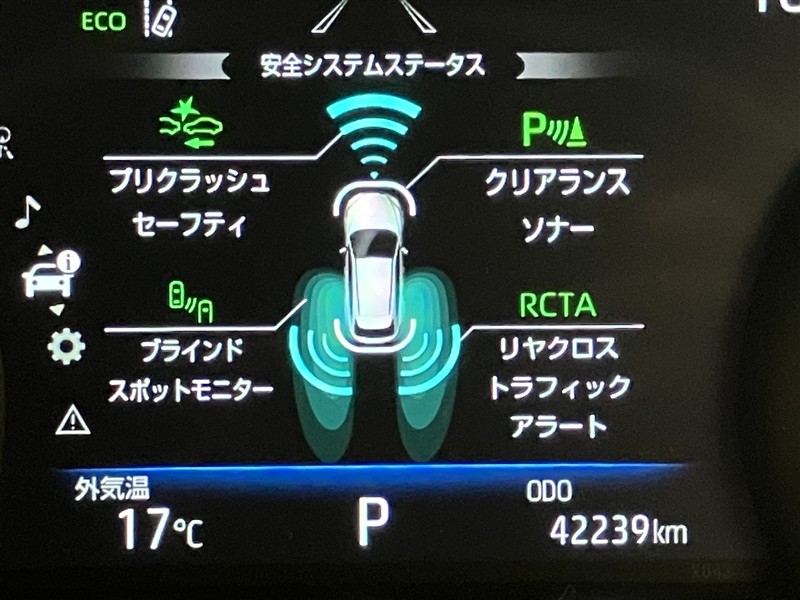 ECO
安全システムステータス
P
プリクラッシュ
セーフティ
クリアランス
ソナー
RCTA
ブラインド
スポットモニター
リヤクロス
トラフィック
アラート
外気温
17℃
P
ODO
42239km